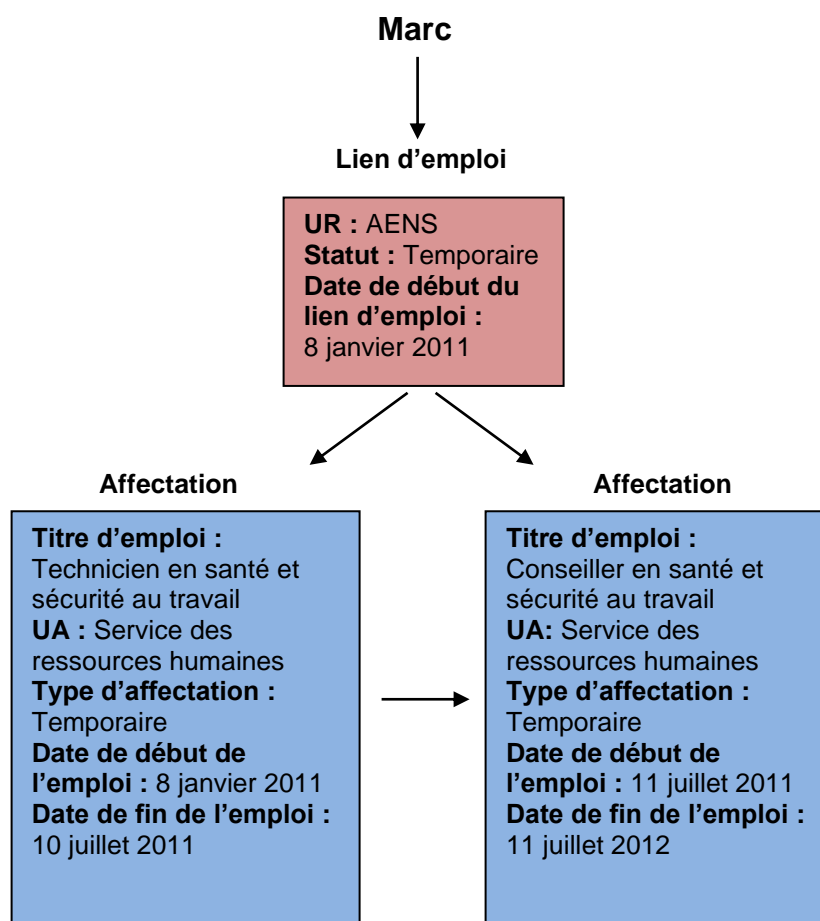 Marc
Lien d’emploi
UR : AENS
Statut : Temporaire
Date de début du
lien d’emploi :
8 janvier 2011
Affectation
Titre d’emploi :
Technicien en santé et
sécurité au travail
UA : Service des
ressources humaines
Type d’affectation :
Temporaire
Date de début de
l’emploi : 8 janvier 2011
Date de fin de l’emploi :
10 juillet 2011
Affectation
Titre d’emploi :
Conseiller en santé et
sécurité au travail
UA: Service des
ressources humaines
Type d’affectation :
Temporaire
Date de début de
l’emploi : 11 juillet 2011
Date de fin de l’emploi :
11 juillet 2012